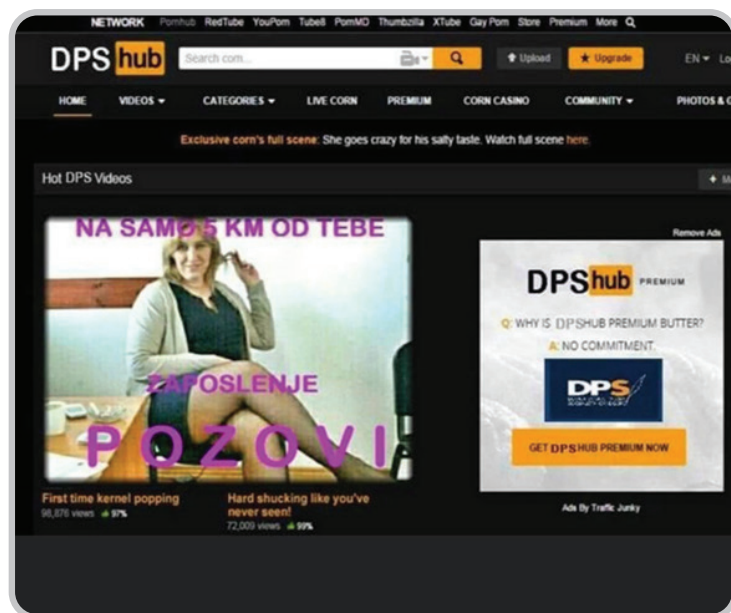 NETWORK Pornhub RedTube YouPorn Tube8 PornMD Thumbzilla XTube Gay Porn Store Premium More
DPS hub
Search corn...
Upload
Upgrade
EN
HOME VIDEOS CATEGORIES LIVE CORN PREMIUM CORN CASINO COMMUNITY PHOTOS &
Exclusive corn's full scene: She goes crazy for his salty taste. Watch full scene here.
Hot DPS Videos
NA SAMO 5 KM OD TEBE
ZAPOSLENJE
POZOVI
First time kernel popping
98,876 views 97%
Hard shucking like you've
never seen!
72,009 views 99%
Remove Ads
DPS hub PREMIUM
Q: WHY IS DPSHUB PREMIUM BUTTER?
A: NO COMMITMENT.
DPS
GET DPSHUB PREMIUM NOW
Ads By Traffic Junky